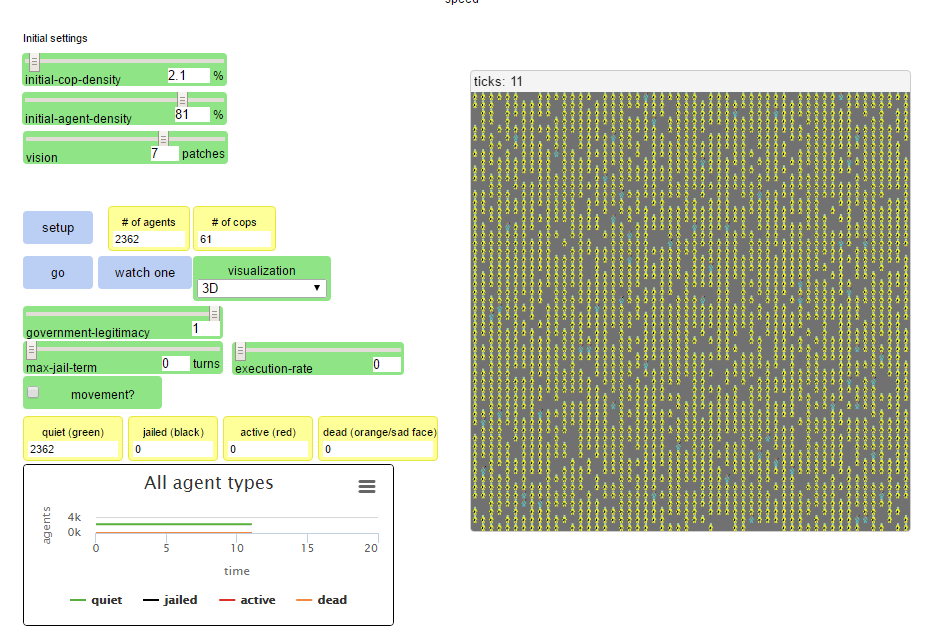 speed
Initial settings
initial-cop-density 2.1 %
initial-agent-density 81 %
vision 7 patches
ticks: 11
setup
# of agents
2362
# of cops
61
go
watch one
visualization
3D
government-legitimacy 1
max-jail-term 0 turns
execution-rate 0
movement?
quiet (green)
2362
jailed (black)
0
active (red)
0
dead (orange/sad face)
0
All agent types
agents
4k
0k
0 5 10 15 20
time
quiet jailed active dead